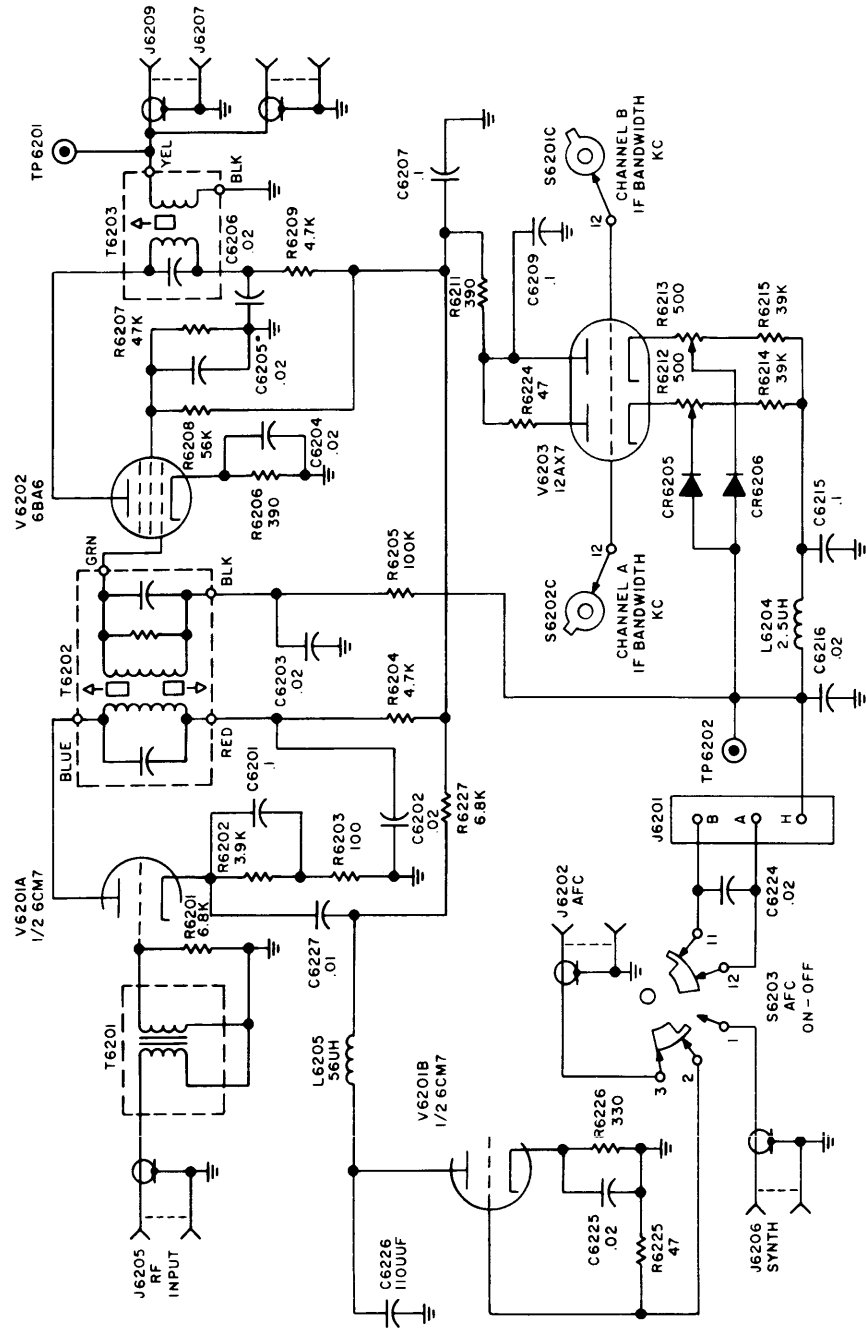 J6205
RF
INPUT
T6201
R6201
6.8K
V6201A
1/2 6CM7
BLUE
T6202
GRN
RED
BLK
R6202
3.9K
C6201
.1
R6203
100
C6202
.02
C6203
.02
R6204
4.7K
R6205
100K
R6227
6.8K
C6227
.01
V6202
6BA6
R6206
390
C6204
.02
R6208
56K
R6207
47K
C6205*
.02
T6203
C6206
.02
R6209
4.7K
YEL
BLK
TP6201
J6209
J6207
C6207
.1
L6205
56UH
C6226
110UUF
V6201B
1/2 6CM7
C6225
.02
R6226
330
R6225
47
J6206
SYNTH
J6202
AFC
3
2
1
12
11
S6203
AFC
ON-OFF
C6224
.02
J6201
B
A
H
TP6202
C6216
.02
L6204
2.5UH
C6215
.1
CR6205
CR6206
S6202C
CHANNEL A
IF BANDWIDTH
KC
12
V6203
12AX7
R6224
47
R6211
390
C6209
.1
12
S6201C
CHANNEL B
IF BANDWIDTH
KC
R6212
500
R6213
500
R6214
39K
R6215
39K